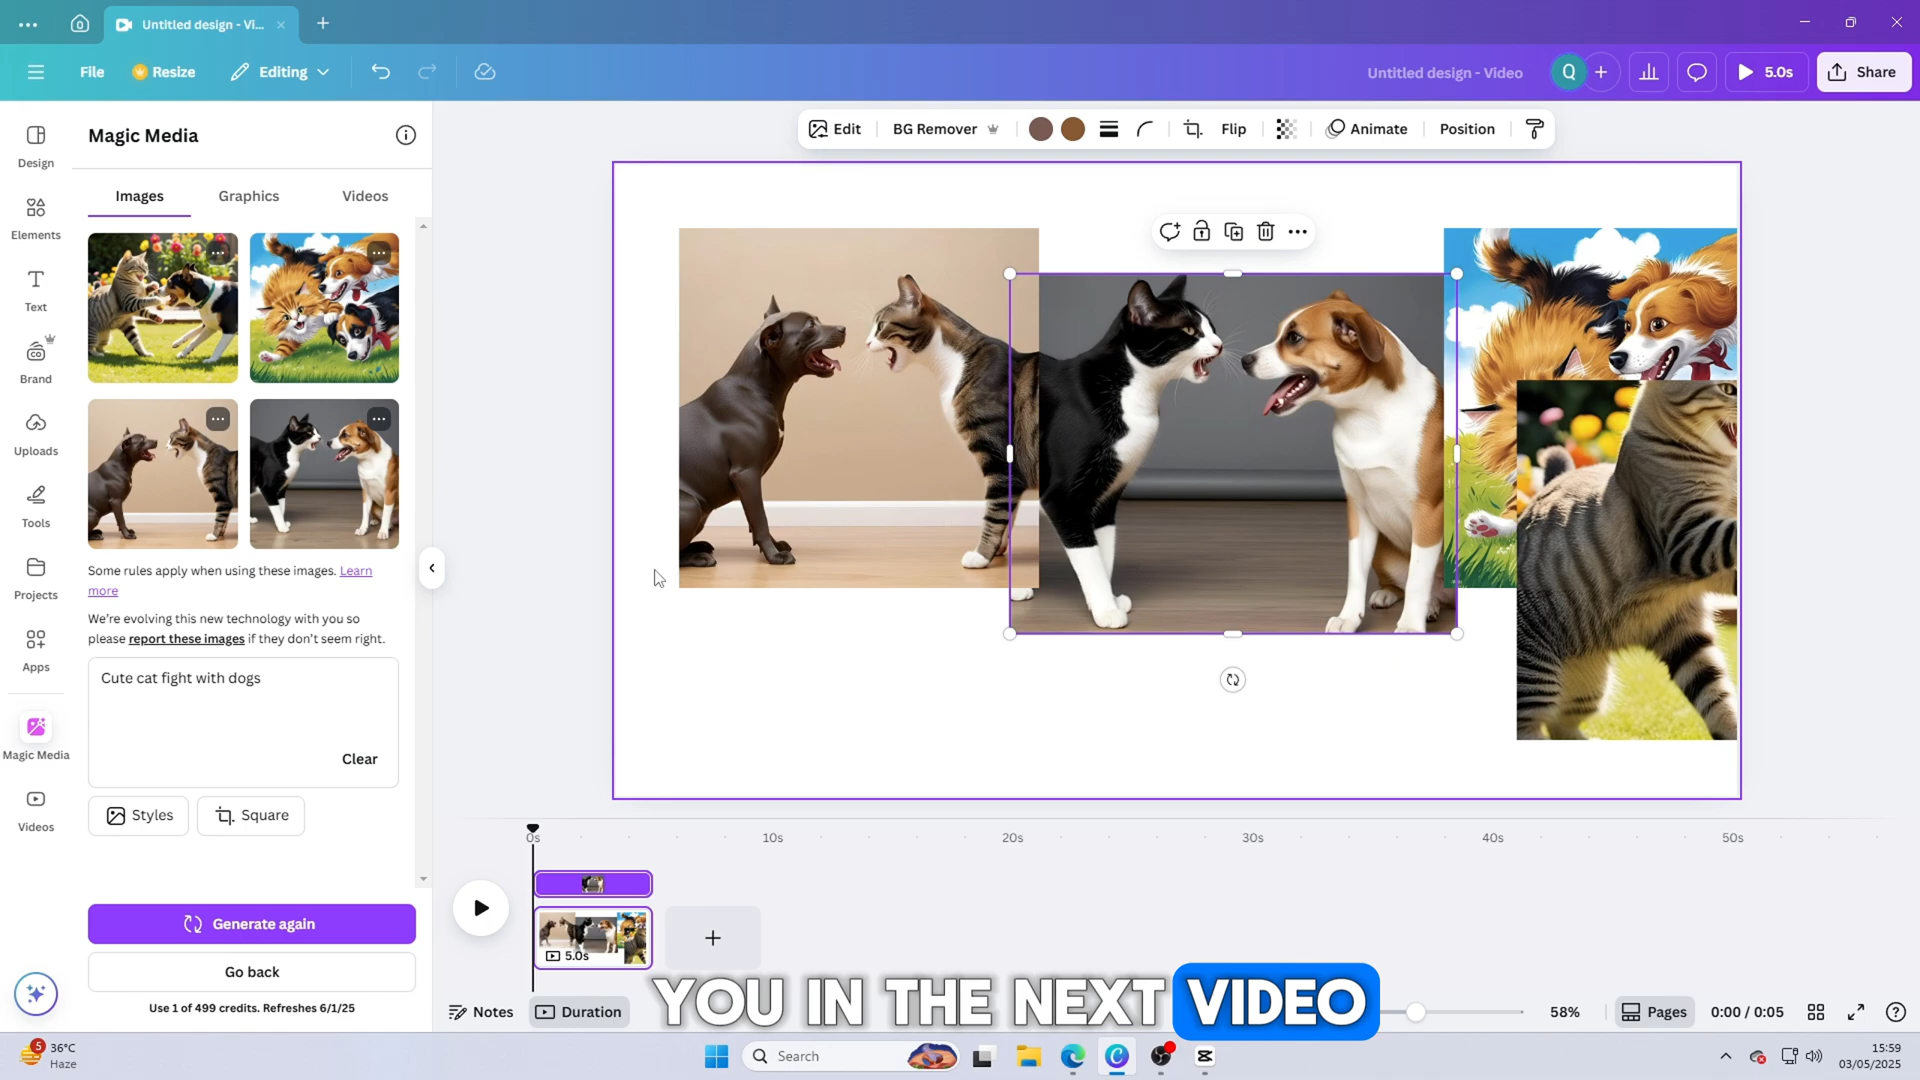 Untitled design - Vi...
File
Resize
Editing
Untitled design - Video
Q
5.0s
Share
Design
Elements
Text
Brand
Uploads
Tools
Projects
Apps
Magic Media
Videos
Magic Media
Images
Graphics
Videos
Some rules apply when using these images. Learn
more
We're evolving this new technology with you so
please report these images if they don't seem right.
Cute cat fight with dogs
Clear
Styles
Square
Generate again
Go back
Use 1 of 499 credits. Refreshes 6/1/25
Edit
BG Remover
Flip
Animate
Position
0s
10s
20s
30s
40s
50s
5.0s
YOU IN THE NEXT VIDEO
Notes
Duration
58%
Pages
0:00 / 0:05
5
36°C
Haze
Search
15:59
03/05/2025